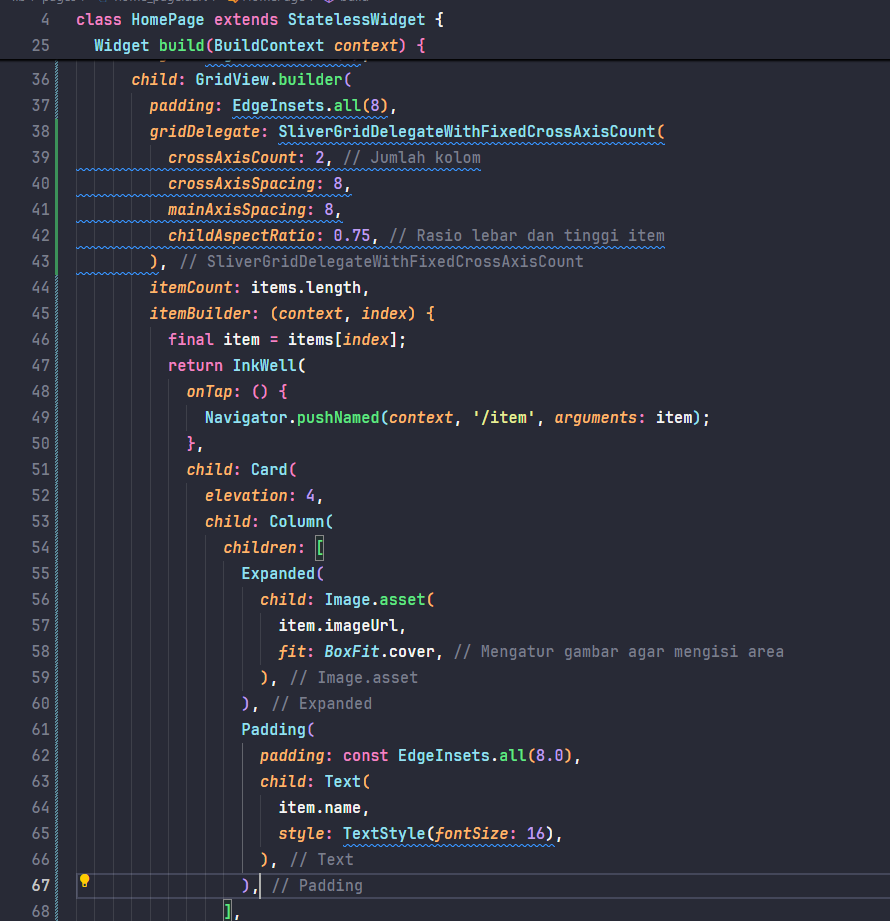 4 class HomePage extends StatelessWidget {
25 Widget build(BuildContext context) {
36 child: GridView.builder(
37 padding: EdgeInsets.all(8),
38 gridDelegate: SliverGridDelegateWithFixedCrossAxisCount(
39 crossAxisCount: 2, // Jumlah kolom
40 crossAxisSpacing: 8,
41 mainAxisSpacing: 8,
42 childAspectRatio: 0.75, // Rasio lebar dan tinggi item
43 ), // SliverGridDelegateWithFixedCrossAxisCount
44 itemCount: items.length,
45 itemBuilder: (context, index) {
46 final item = items[index];
47 return InkWell(
48 onTap: () {
49 Navigator.pushNamed(context, '/item', arguments: item);
50 },
51 child: Card(
52 elevation: 4,
53 child: Column(
54 children: [
55 Expanded(
56 child: Image.asset(
57 item.imageUrl,
58 fit: BoxFit.cover, // Mengatur gambar agar mengisi area
59 ), // Image.asset
60 ), // Expanded
61 Padding(
62 padding: const EdgeInsets.all(8.0),
63 child: Text(
64 item.name,
65 style: TextStyle(fontSize: 16),
66 ), // Text
67 ), // Padding
68 ],